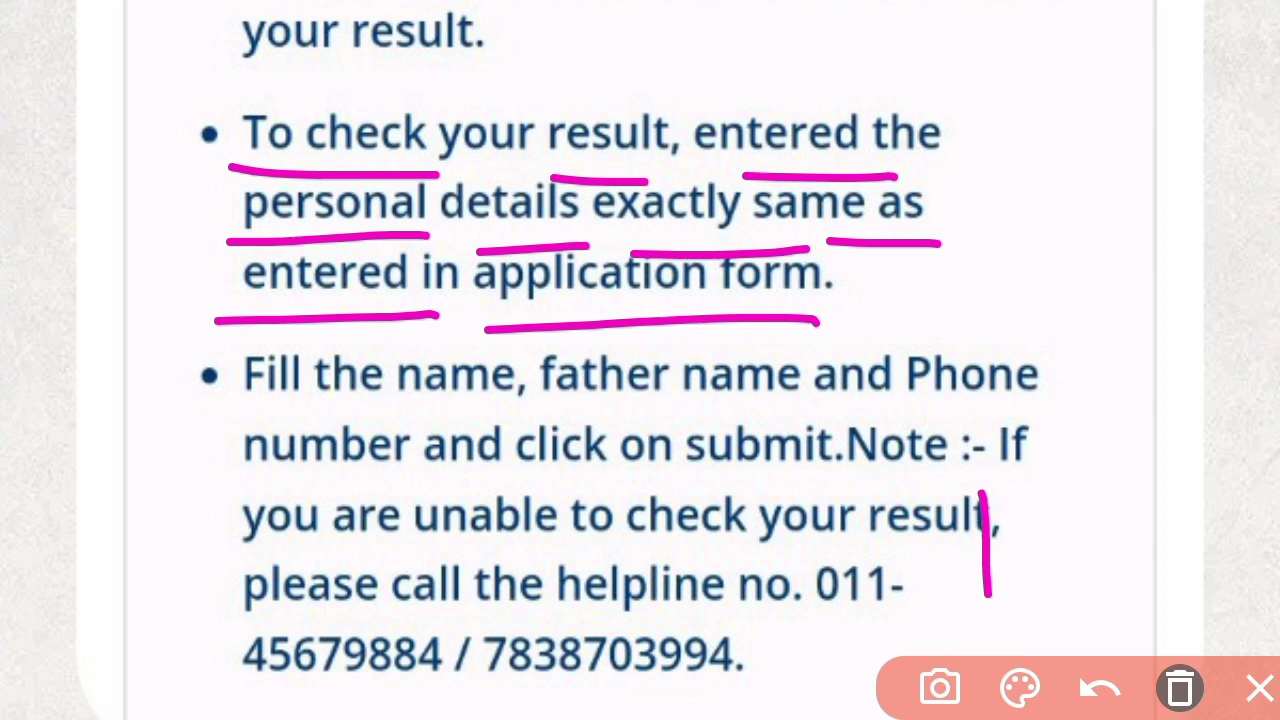 your result.
• To check your result, entered the
personal details exactly same as
entered in application form.
• Fill the name, father name and Phone
number and click on submit.Note :- If
you are unable to check your result,
please call the helpline no. 011-
45679884 / 7838703994.